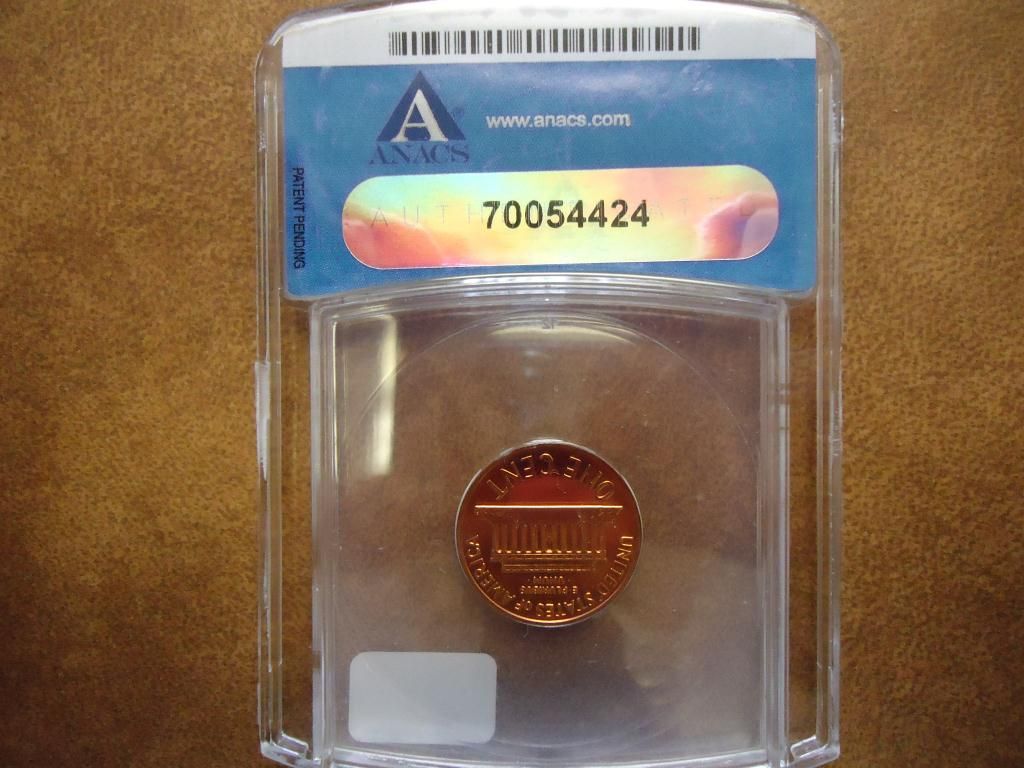 A
ANACS
www.anacs.com
PATENT PENDING
70054424
ONE CENT
UNITED STATES OF AMERICA
E PLURIBUS
UNUM